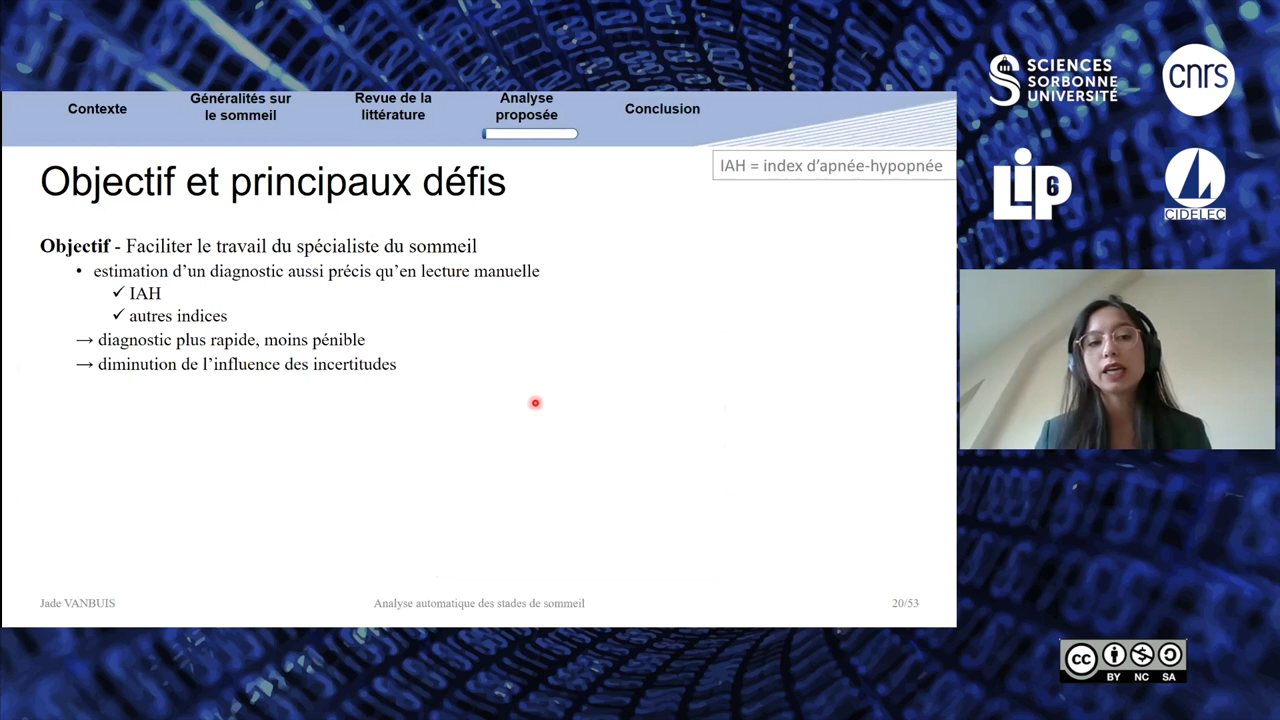 Contexte
Généralités sur
le sommeil
Revue de la
littérature
Analyse
proposée
Conclusion
IAH = index d’apnée-hypopnée
Objectif et principaux défis
Objectif - Faciliter le travail du spécialiste du sommeil
• estimation d’un diagnostic aussi précis qu’en lecture manuelle
✓ IAH
✓ autres indices
→ diagnostic plus rapide, moins pénible
→ diminution de l’influence des incertitudes
Jade VANBUIS
Analyse automatique des stades de sommeil
20/53
SCIENCES
SORBONNE
UNIVERSITÉ
cnrs
LIP6
CIDELEC
cc
BY NC SA